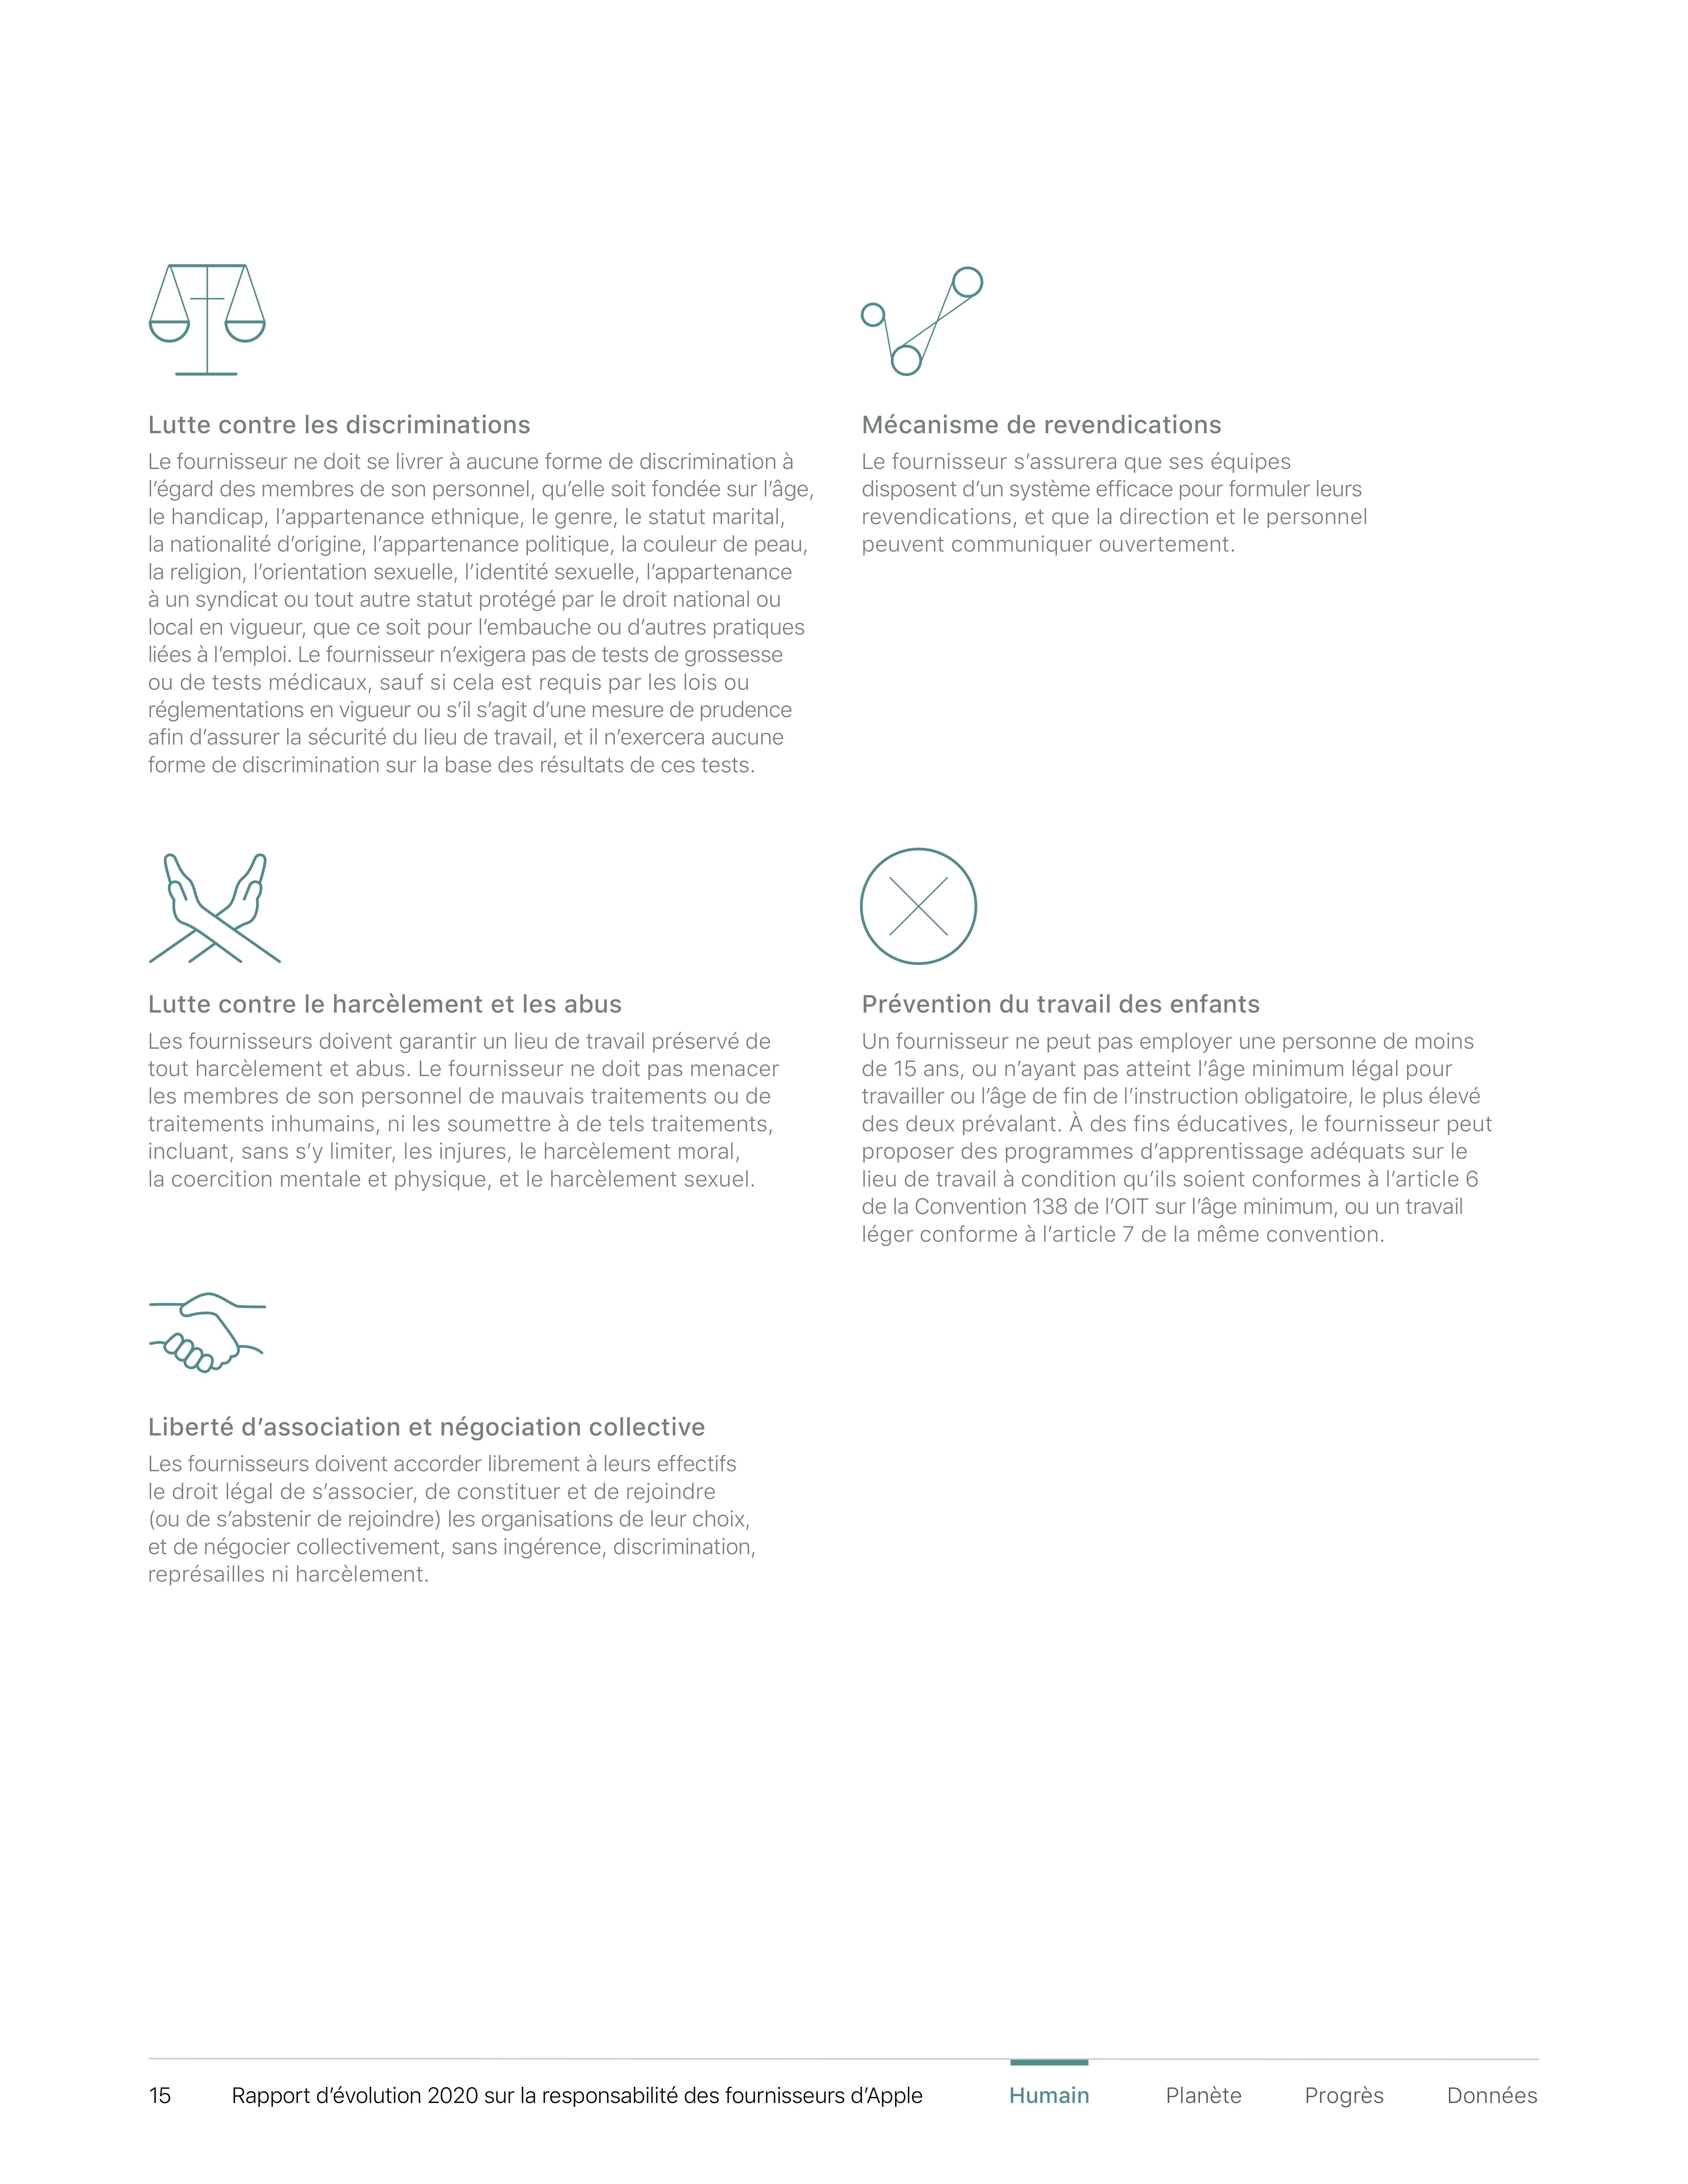 Lutte contre les discriminations
Le fournisseur ne doit se livrer à aucune forme de discrimination à
l’égard des membres de son personnel, qu’elle soit fondée sur l’âge,
le handicap, l’appartenance ethnique, le genre, le statut marital,
la nationalité d’origine, l’appartenance politique, la couleur de peau,
la religion, l’orientation sexuelle, l’identité sexuelle, l’appartenance
à un syndicat ou tout autre statut protégé par le droit national ou
local en vigueur, que ce soit pour l’embauche ou d’autres pratiques
liées à l’emploi. Le fournisseur n’exigera pas de tests de grossesse
ou de tests médicaux, sauf si cela est requis par les lois ou
réglementations en vigueur ou s’il s’agit d’une mesure de prudence
afin d’assurer la sécurité du lieu de travail, et il n’exercera aucune
forme de discrimination sur la base des résultats de ces tests.
Mécanisme de revendications
Le fournisseur s’assurera que ses équipes
disposent d’un système efficace pour formuler leurs
revendications, et que la direction et le personnel
peuvent communiquer ouvertement.
Lutte contre le harcèlement et les abus
Les fournisseurs doivent garantir un lieu de travail préservé de
tout harcèlement et abus. Le fournisseur ne doit pas menacer
les membres de son personnel de mauvais traitements ou de
traitements inhumains, ni les soumettre à de tels traitements,
incluant, sans s’y limiter, les injures, le harcèlement moral,
la coercition mentale et physique, et le harcèlement sexuel.
Prévention du travail des enfants
Un fournisseur ne peut pas employer une personne de moins
de 15 ans, ou n’ayant pas atteint l’âge minimum légal pour
travailler ou l’âge de fin de l’instruction obligatoire, le plus élevé
des deux prévalant. À des fins éducatives, le fournisseur peut
proposer des programmes d’apprentissage adéquats sur le
lieu de travail à condition qu’ils soient conformes à l’article 6
de la Convention 138 de l’OIT sur l’âge minimum, ou un travail
léger conforme à l’article 7 de la même convention.
Liberté d’association et négociation collective
Les fournisseurs doivent accorder librement à leurs effectifs
le droit légal de s’associer, de constituer et de rejoindre
(ou de s’abstenir de rejoindre) les organisations de leur choix,
et de négocier collectivement, sans ingérence, discrimination,
représailles ni harcèlement.
15 Rapport d’évolution 2020 sur la responsabilité des fournisseurs d’Apple Humain Planète Progrès Données